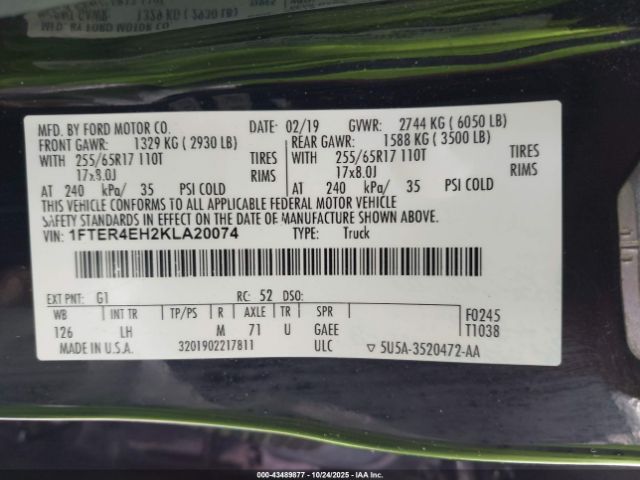 MFD. BY FORD MOTOR CO.
DATE: 02/19 GVWR: 2744 KG ( 6050 LB)
FRONT GAWR: 1329 KG ( 2930 LB)
REAR GAWR: 1588 KG ( 3500 LB)
WITH 255/65R17 110T TIRES
WITH 255/65R17 110T TIRES
17x8.0J RIMS
17x8.0J RIMS
AT 240 kPa/ 35 PSI COLD
AT 240 kPa/ 35 PSI COLD
THIS VEHICLE CONFORMS TO ALL APPLICABLE FEDERAL MOTOR VEHICLE
SAFETY STANDARDS IN EFFECT ON THE DATE OF MANUFACTURE SHOWN ABOVE.
VIN: 1FTER4EH2KLA20074 TYPE: Truck
EXT PNT: G1 RC: 52 DSO:
WB INT TR TP/PS R AXLE TR SPR F0245
126 LH M 71 U GAEE T1038
MADE IN U.S.A. 3201902217811 ULC ▽ 5U5A-3520472-AA
000-43489877 - 10/24/2025 - IAA, Inc.